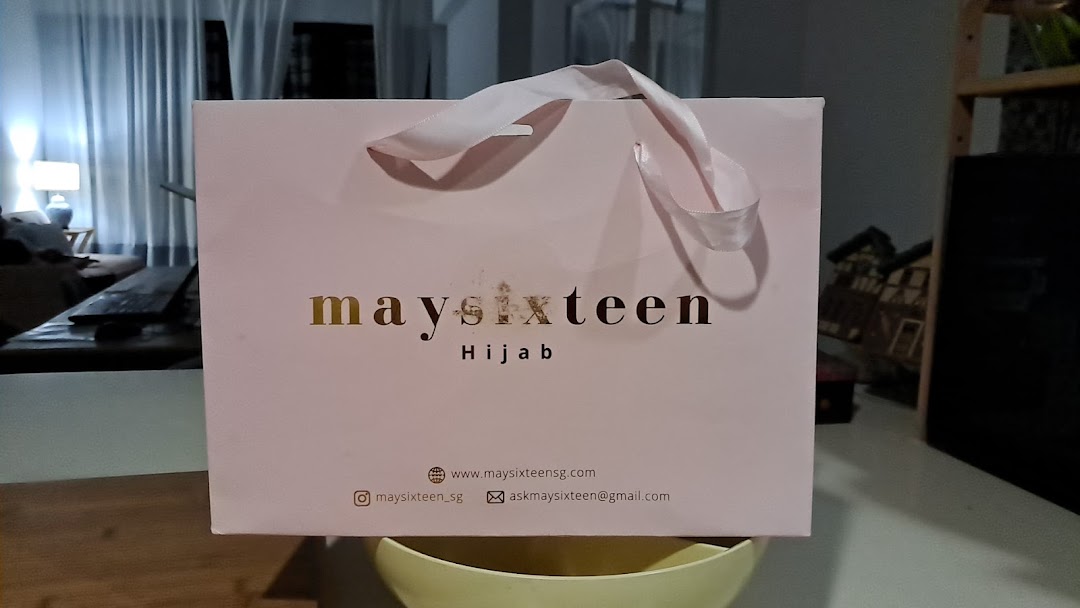 maysixteen
Hijab
www.maysixteensg.com
maysixteen_sg askmaysixteen@gmail.com